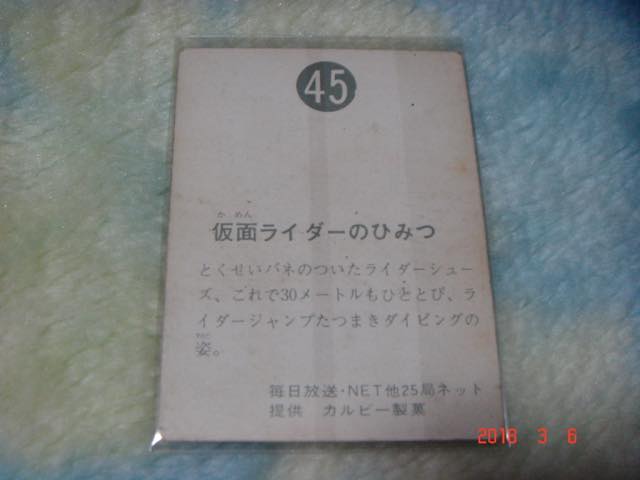 45
か めん
仮面ライダーのひみつ
とくせいバネのついたライダーシュー
ズ、これで30メートルもひととび、ラ
イダージャンプたつまきダイビングの
すがた
姿。
毎日放送・NET他25局ネット
提供 カルビー製菓
2018 3 6